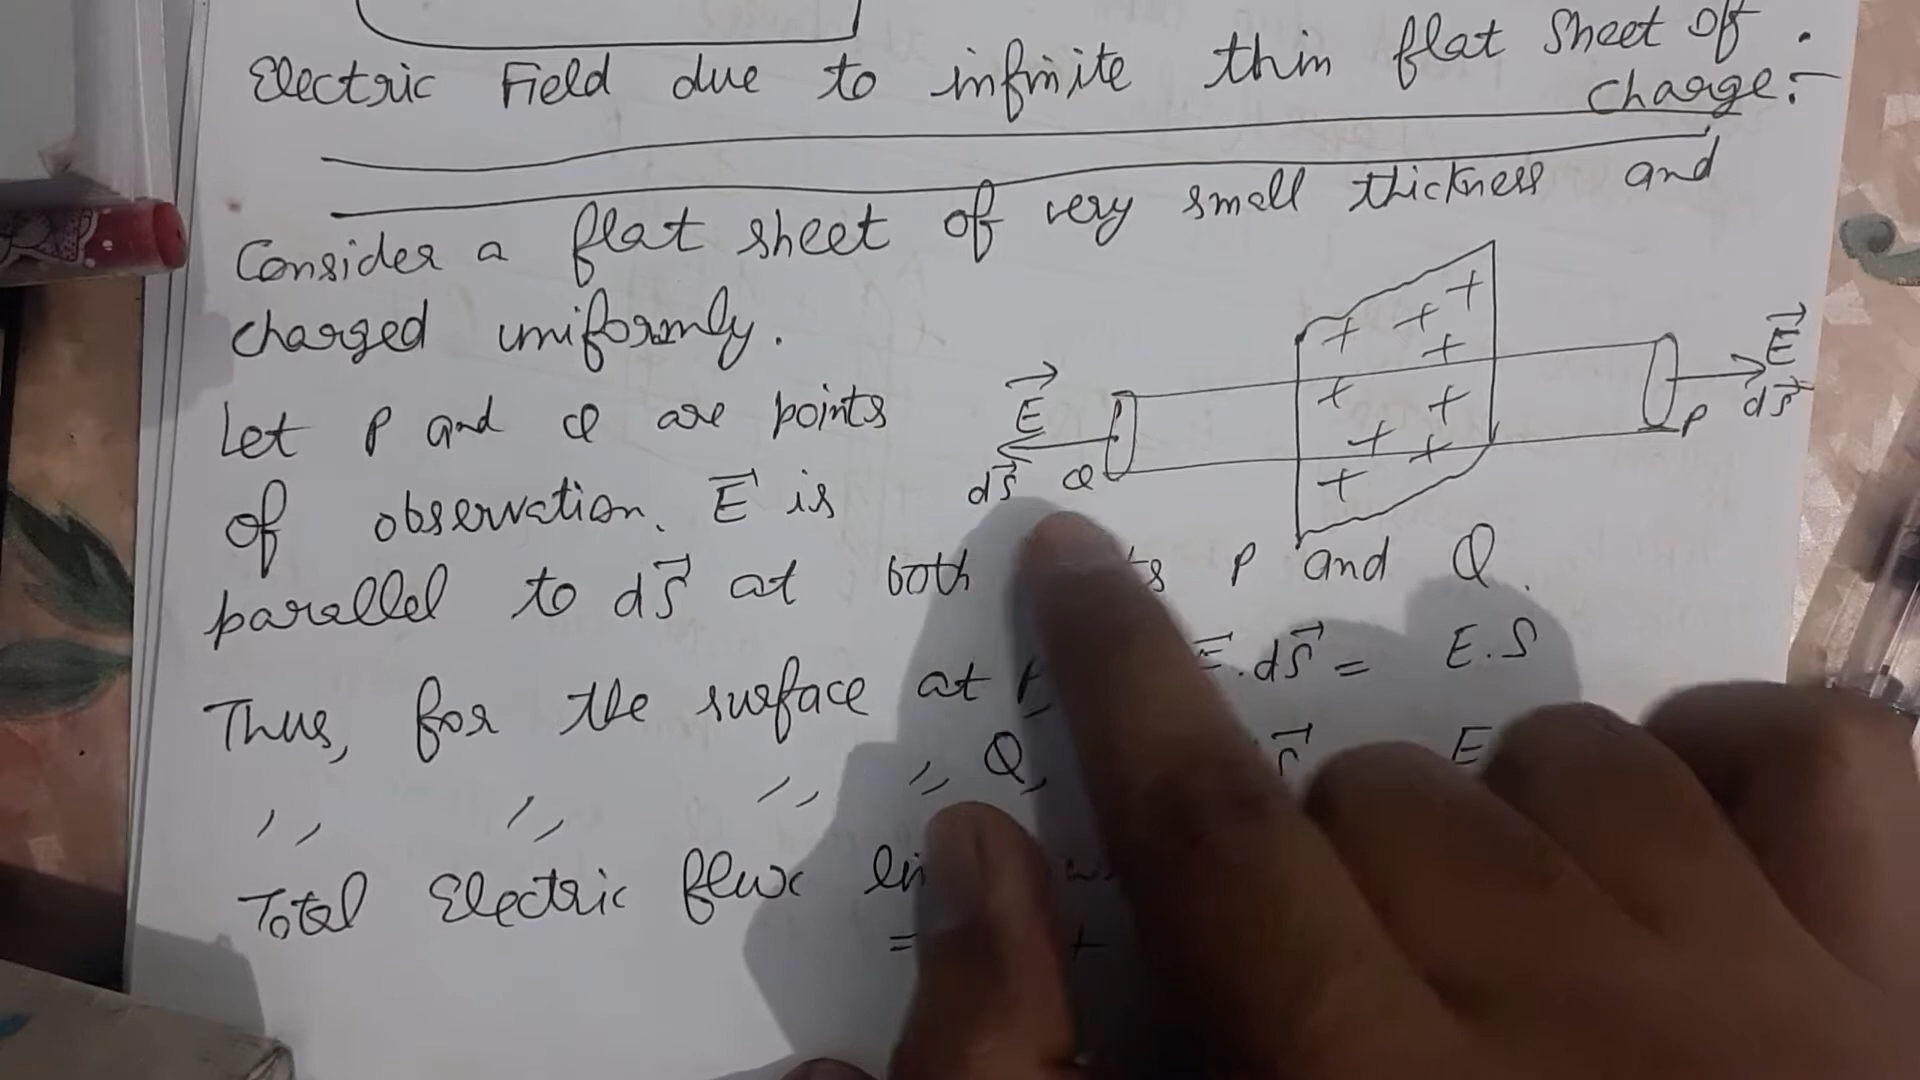 Electric Field due to infinite thin flat Sheet Of
charge:-
Consider a flat sheet of very small thickness and
charged uniformly.
Let P and Q are points
of observation. E⃗ is
parallel to dS⃗ at both P and Q.
Thus, for the surface at P, E⃗.dS⃗ = E.S
〃 〃 〃 〃 Q, S⃗ E
Total Electric flux
= +
E⃗
dS⃗
Q
+ + +
+
+ +
+ +
+
E⃗
dS⃗
P